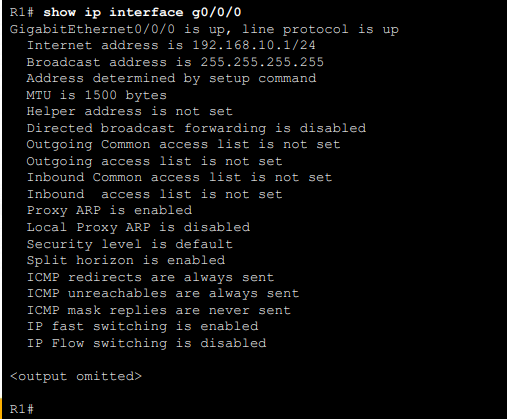 R1# show ip interface g0/0/0
GigabitEthernet0/0/0 is up, line protocol is up
Internet address is 192.168.10.1/24
Broadcast address is 255.255.255.255
Address determined by setup command
MTU is 1500 bytes
Helper address is not set
Directed broadcast forwarding is disabled
Outgoing Common access list is not set
Outgoing access list is not set
Inbound Common access list is not set
Inbound  access list is not set
Proxy ARP is enabled
Local Proxy ARP is disabled
Security level is default
Split horizon is enabled
ICMP redirects are always sent
ICMP unreachables are always sent
ICMP mask replies are never sent
IP fast switching is enabled
IP Flow switching is disabled
<output omitted>
R1#